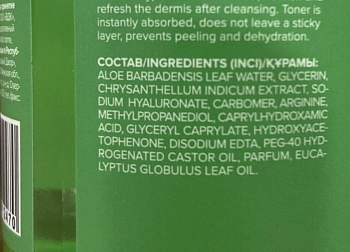 refresh the dermis after cleansing. Toner is
instantly absorbed, does not leave a sticky
layer, prevents peeling and dehydration.
СОСТАВ/INGREDIENTS (INCI)/ҚҰРАМЫ:
ALOE BARBADENSIS LEAF WATER, GLYCERIN,
CHRYSANTHELLUM INDICUM EXTRACT, SO-
DIUM HYALURONATE, CARBOMER, ARGININE,
METHYLPROPANEDIOL, CAPRYLHYDROXAMIC
ACID, GLYCERYL CAPRYLATE, HYDROXYACE-
TOPHENONE, DISODIUM EDTA, PEG-40 HYD-
ROGENATED CASTOR OIL, PARFUM, EUCA-
LYPTUS GLOBULUS LEAF OIL.